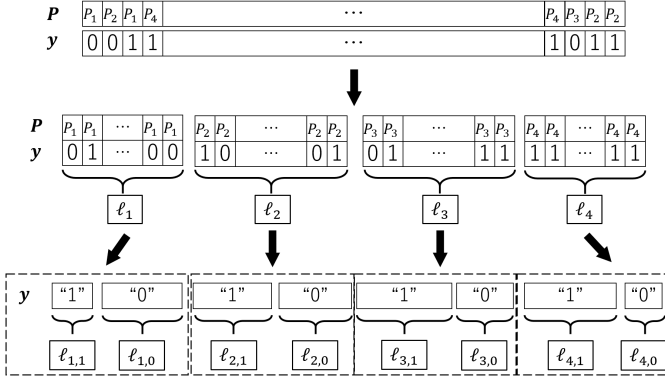 P P₁ P₂ P₁ P₄ ⋯ P₄ P₃ P₂ P₂
y 0 0 1 1 ⋯ 1 0 1 1
P P₁ P₁ ⋯ P₁ P₁ P₂ P₂ ⋯ P₂ P₂ P₃ P₃ ⋯ P₃ P₃ P₄ P₄ ⋯ P₄ P₄
y 0 1 ⋯ 0 0 1 0 ⋯ 0 1 0 1 ⋯ 1 1 1 1 ⋯ 1 1
ℓ₁ ℓ₂ ℓ₃ ℓ₄
y “1” “0” “1” “0” “1” “0” “1” “0”
ℓ₁,₁ ℓ₁,₀ ℓ₂,₁ ℓ₂,₀ ℓ₃,₁ ℓ₃,₀ ℓ₄,₁ ℓ₄,₀